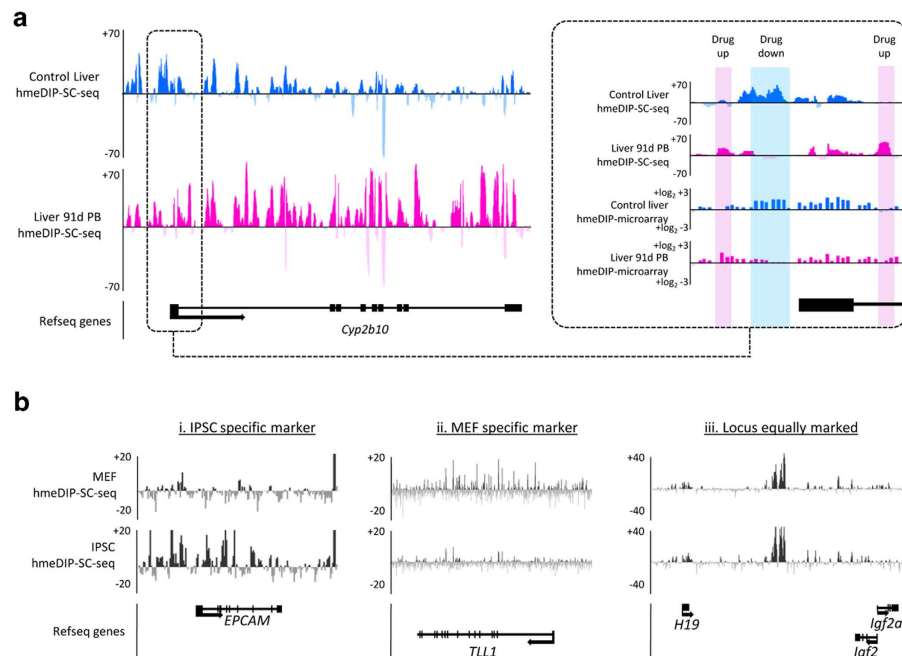 a
+70
Control Liver
hmeDIP-SC-seq
-70
+70
Liver 91d PB
hmeDIP-SC-seq
-70
Refseq genes
Cyp2b10
Drug up
Drug down
Drug up
Control Liver
hmeDIP-SC-seq
+70
-70
Liver 91d PB
hmeDIP-SC-seq
+70
-70
+log2 +3
Control liver
hmeDIP-microarray
+log2 -3
+log2 +3
Liver 91d PB
hmeDIP-microarray
+log2 -3
b
i. IPSC specific marker
ii. MEF specific marker
iii. Locus equally marked
+20
+20
+40
MEF
hmeDIP-SC-seq
-20
-20
-40
+20
+20
+40
IPSC
hmeDIP-SC-seq
-20
-20
-40
Refseq genes
EPCAM
TLL1
H19
Igf2as
Igf2